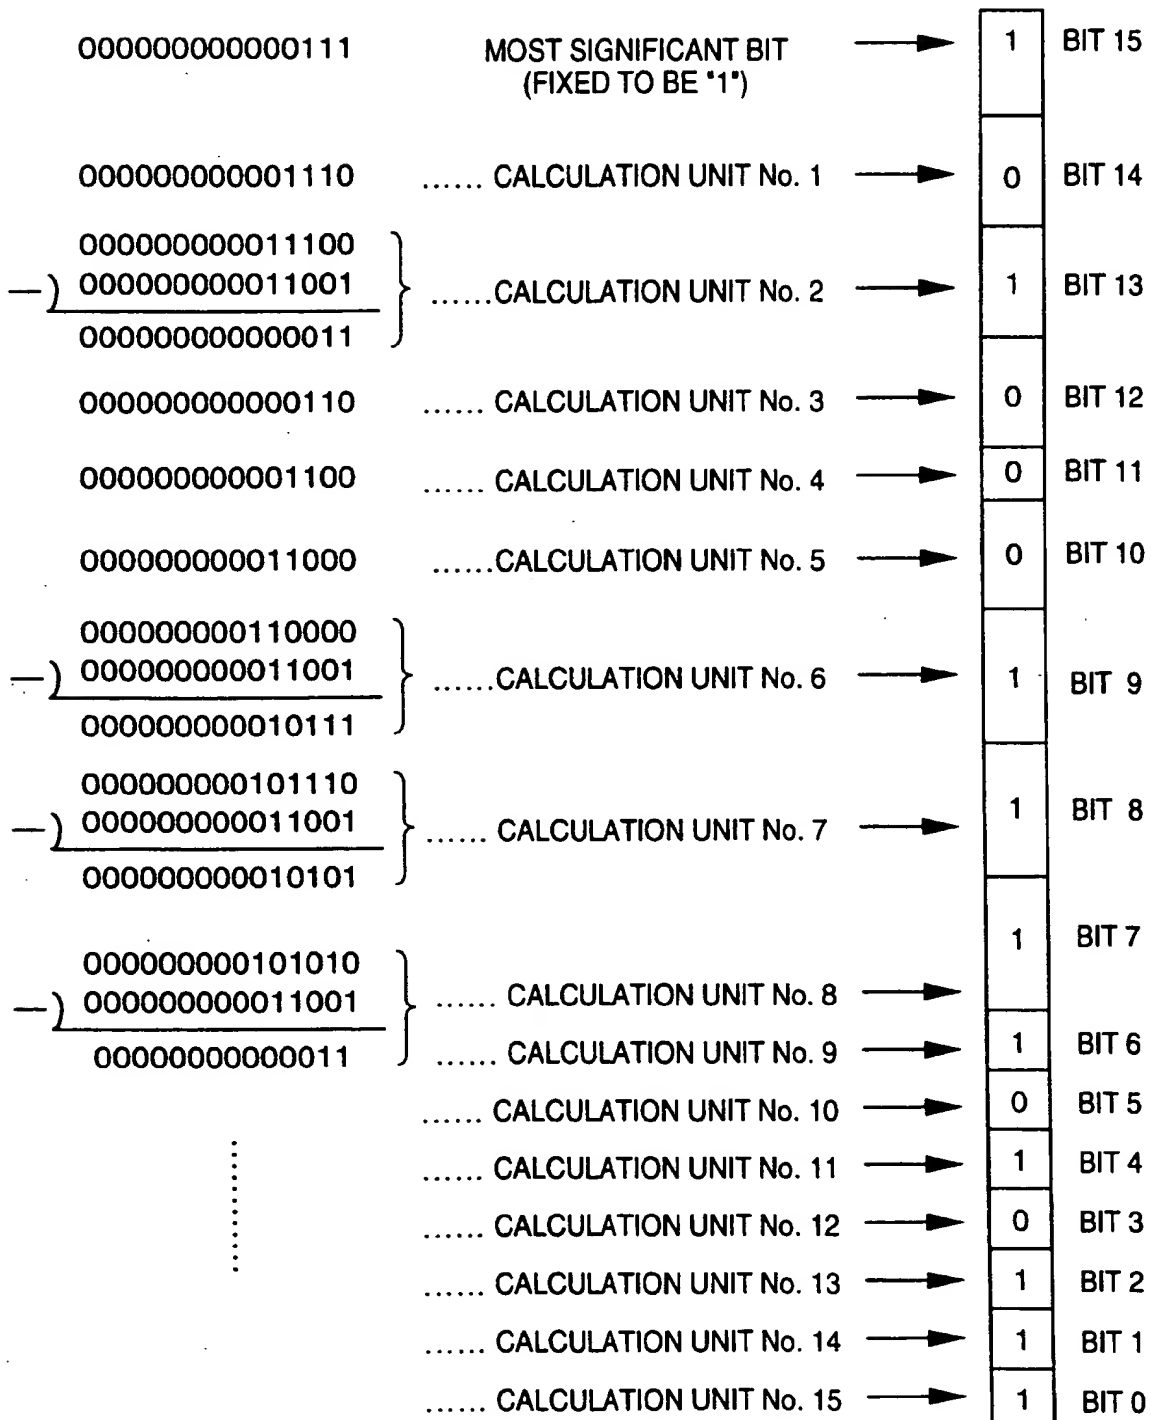 000000000000111 MOST SIGNIFICANT BIT 1 BIT 15
(FIXED TO BE "1")
000000000001110 ...... CALCULATION UNIT No. 1 0 BIT 14
000000000011100
—) 000000000011001 ...... CALCULATION UNIT No. 2 1 BIT 13
000000000000011
000000000000110 ...... CALCULATION UNIT No. 3 0 BIT 12
000000000001100 ...... CALCULATION UNIT No. 4 0 BIT 11
000000000011000 ...... CALCULATION UNIT No. 5 0 BIT 10
000000000110000
—) 000000000011001 ...... CALCULATION UNIT No. 6 1 BIT 9
000000000010111
000000000101110
—) 000000000011001 ...... CALCULATION UNIT No. 7 1 BIT 8
000000000010101
1 BIT 7
000000000101010
—) 000000000011001 ...... CALCULATION UNIT No. 8
00000000000011 ...... CALCULATION UNIT No. 9 1 BIT 6
...... CALCULATION UNIT No. 10 0 BIT 5
...... CALCULATION UNIT No. 11 1 BIT 4
...... CALCULATION UNIT No. 12 0 BIT 3
...... CALCULATION UNIT No. 13 1 BIT 2
...... CALCULATION UNIT No. 14 1 BIT 1
...... CALCULATION UNIT No. 15 1 BIT 0